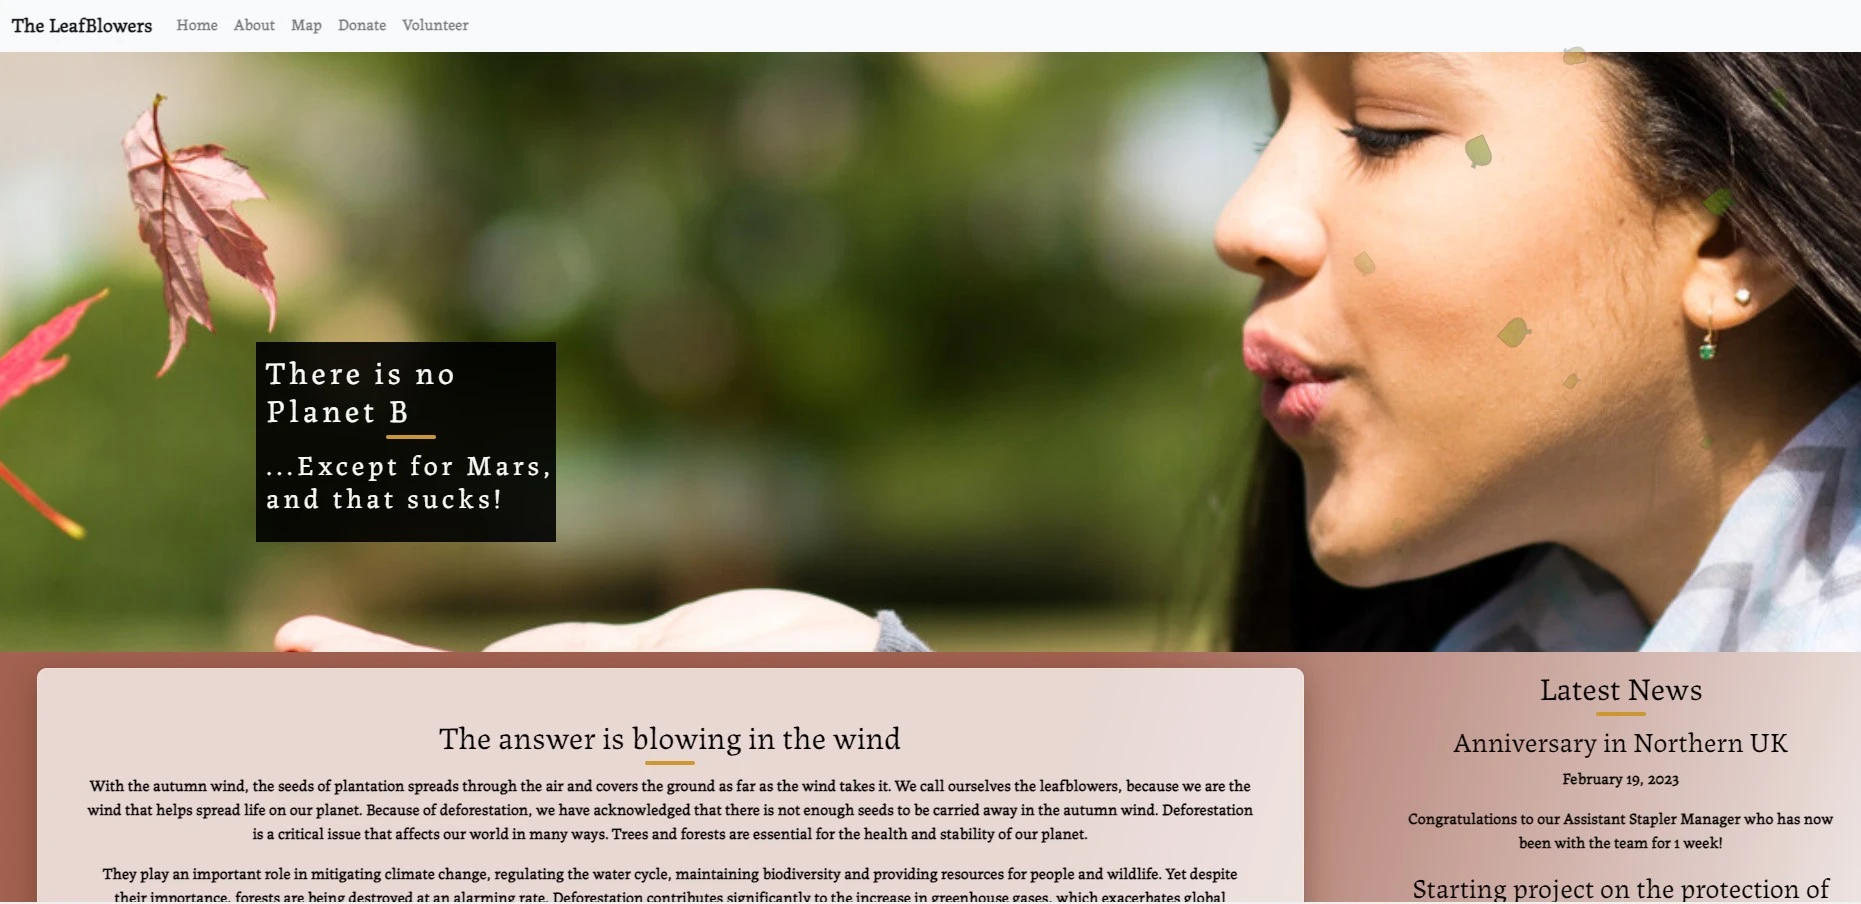 The LeafBlowers Home About Map Donate Volunteer
There is no
Planet B
...Except for Mars,
and that sucks!
The answer is blowing in the wind
With the autumn wind, the seeds of plantation spreads through the air and covers the ground as far as the wind takes it. We call ourselves the leafblowers, because we are the
wind that helps spread life on our planet. Because of deforestation, we have acknowledged that there is not enough seeds to be carried away in the autumn wind. Deforestation
is a critical issue that affects our world in many ways. Trees and forests are essential for the health and stability of our planet.
They play an important role in mitigating climate change, regulating the water cycle, maintaining biodiversity and providing resources for people and wildlife. Yet despite
their importance, forests are being destroyed at an alarming rate. Deforestation contributes significantly to the increase in greenhouse gases, which exacerbates global
Latest News
Anniversary in Northern UK
February 19, 2023
Congratulations to our Assistant Stapler Manager who has now
been with the team for 1 week!
Starting project on the protection of